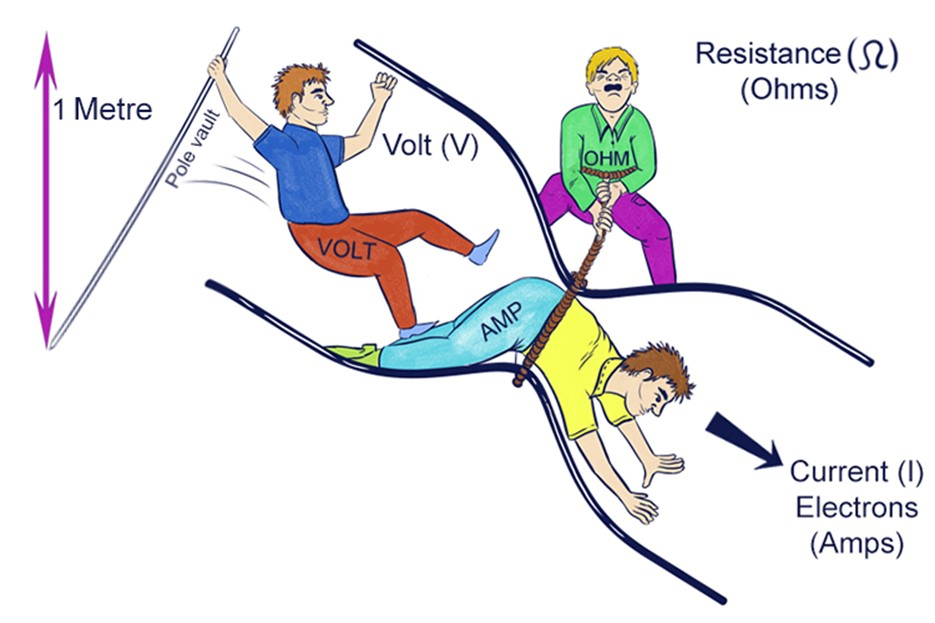 1 Metre
Pole vault
VOLT
Volt (V)
OHM
Resistance (Ω)
(Ohms)
AMP
Current (I)
Electrons
(Amps)